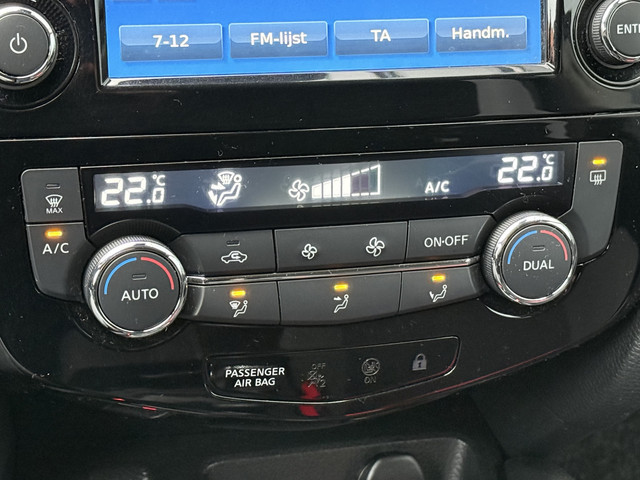 7-12 FM-lijst TA Handm.
ENTE
22.0 °C A/C 22.0 °C
MAX
A/C
AUTO
ON·OFF
DUAL
PASSENGER
AIR BAG
OFF
ON